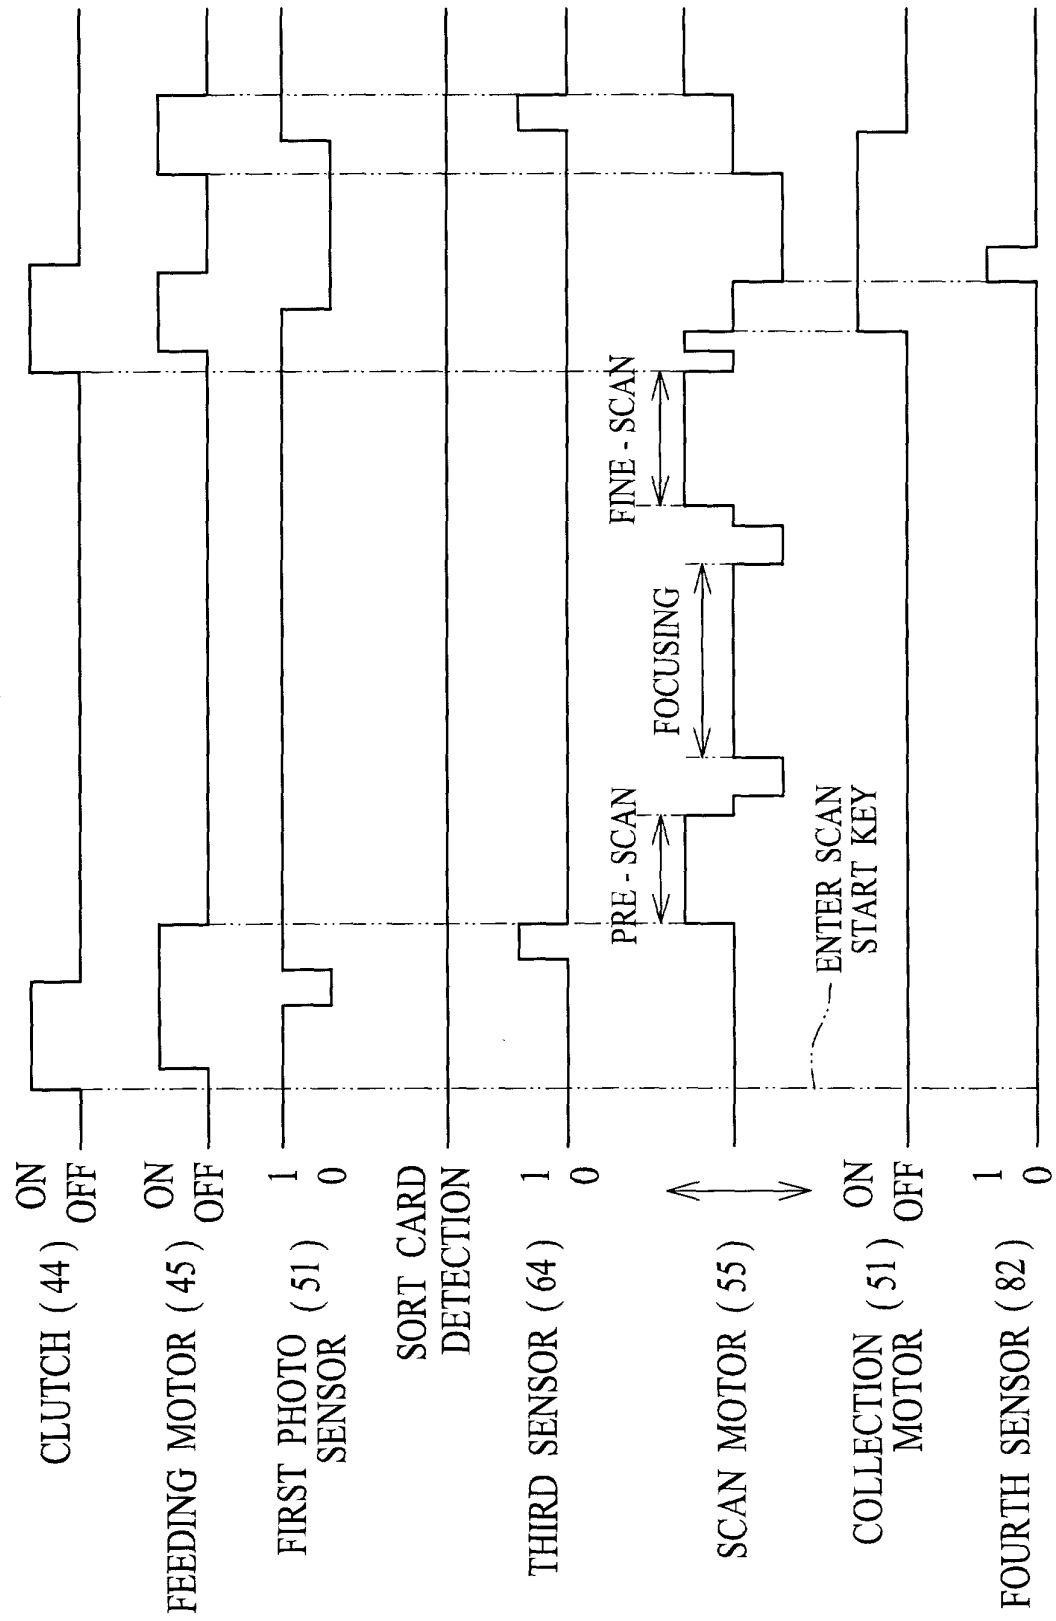 CLUTCH (44) ON
OFF
FEEDING MOTOR (45) ON
OFF
FIRST PHOTO SENSOR (51) 1
0
SORT CARD
DETECTION
THIRD SENSOR (64) 1
0
PRE-SCAN
FOCUSING
FINE-SCAN
SCAN MOTOR (55)
ENTER SCAN
START KEY
COLLECTION MOTOR (51) ON
OFF
FOURTH SENSOR (82) 1
0